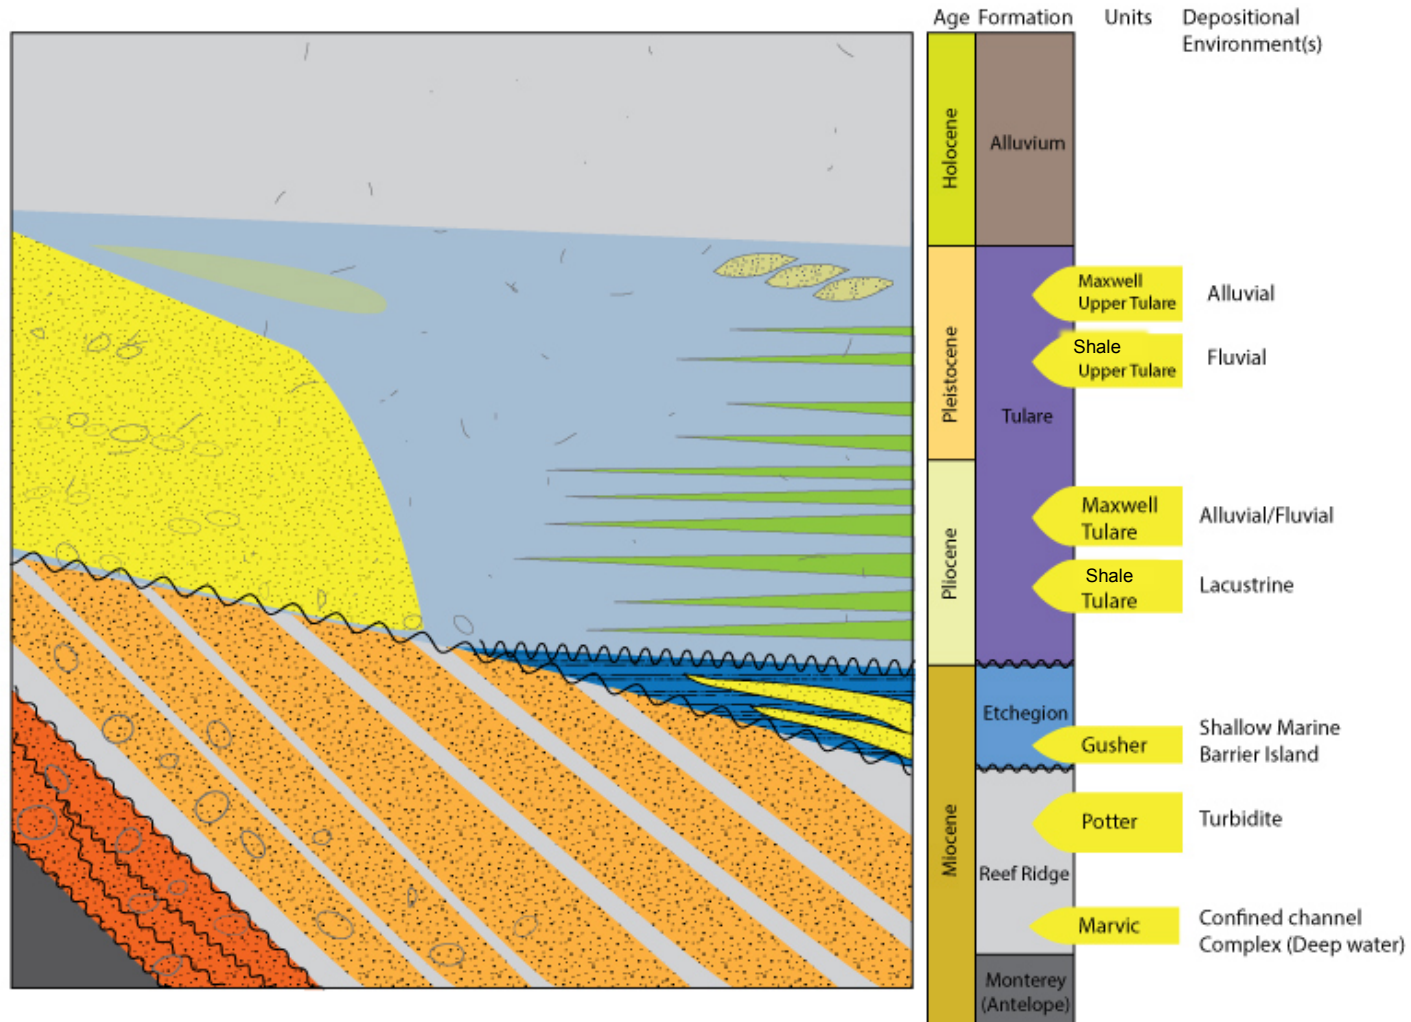 Age Formation Units Depositional
Environment(s)
Holocene
Alluvium
Pleistocene
Tulare
Maxwell
Upper Tulare
Alluvial
Shale
Upper Tulare
Fluvial
Pliocene
Maxwell
Tulare
Alluvial/Fluvial
Shale
Tulare
Lacustrine
Miocene
Etchegion
Gusher
Shallow Marine
Barrier Island
Reef Ridge
Potter
Turbidite
Marvic
Confined channel
Complex (Deep water)
Monterey
(Antelope)